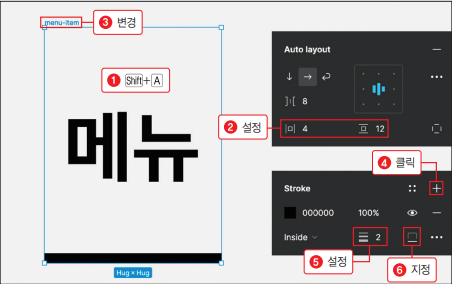 menu-item
3 변경
1 Shift + A
메뉴
Hug × Hug
Auto layout
8
2 설정
4
12
4 클릭
Stroke
000000 100%
Inside
2
5 설정
6 지정